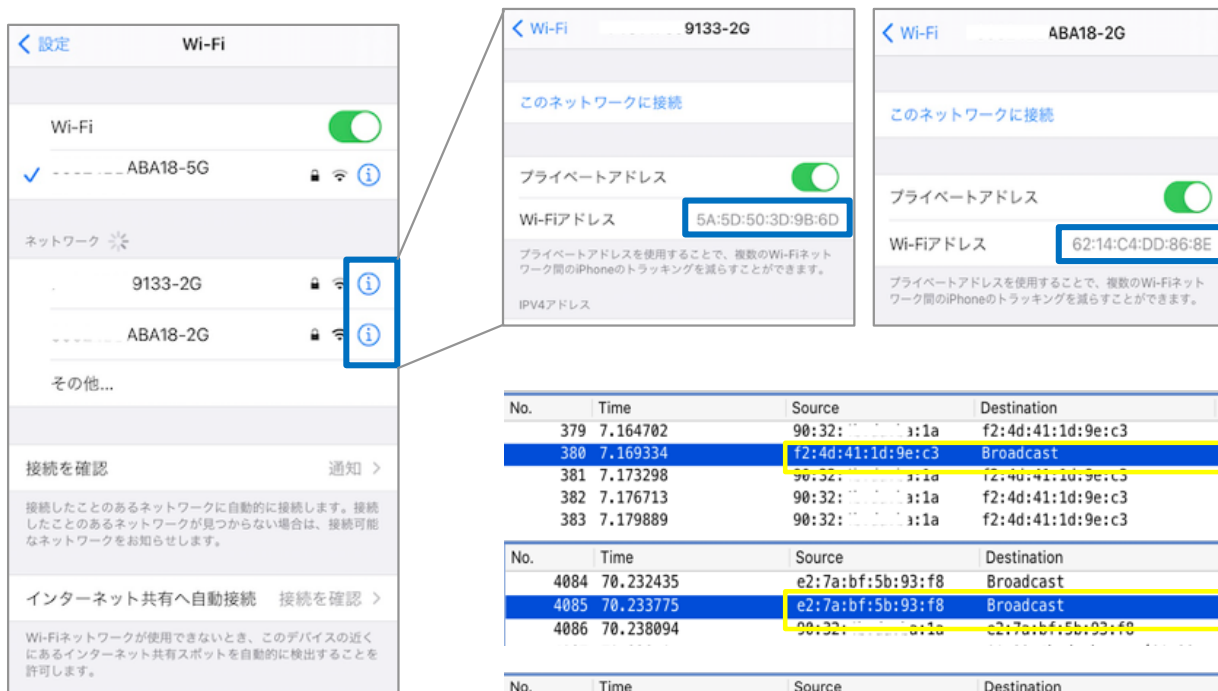 設定
Wi-Fi
Wi-Fi
ABA18-5G
ネットワーク
9133-2G
ABA18-2G
その他...
接続を確認 通知
接続したことのあるネットワークに自動的に接続します。接続
したことのあるネットワークが見つからない場合は、接続可能
なネットワークをお知らせします。
インターネット共有へ自動接続 接続を確認
Wi-Fiネットワークが使用できないとき、このデバイスの近く
にあるインターネット共有スポットを自動的に検出することを
許可します。
Wi-Fi 9133-2G
このネットワークに接続
プライベートアドレス
Wi-Fiアドレス 5A:5D:50:3D:9B:6D
プライベートアドレスを使用することで、複数のWi-Fiネット
ワーク間のiPhoneのトラッキングを減らすことができます。
IPV4アドレス
Wi-Fi ABA18-2G
このネットワークに接続
プライベートアドレス
Wi-Fiアドレス 62:14:C4:DD:86:8E
プライベートアドレスを使用することで、複数のWi-Fiネット
ワーク間のiPhoneのトラッキングを減らすことができます。
No. Time Source Destination
379 7.164702 90:32: a:1a f2:4d:41:1d:9e:c3
380 7.169334 f2:4d:41:1d:9e:c3 Broadcast
381 7.173298 90:32: a:1a f2:4d:41:1d:9e:c3
382 7.176713 90:32: a:1a f2:4d:41:1d:9e:c3
383 7.179889 90:32: a:1a f2:4d:41:1d:9e:c3
No. Time Source Destination
4084 70.232435 e2:7a:bf:5b:93:f8 Broadcast
4085 70.233775 e2:7a:bf:5b:93:f8 Broadcast
4086 70.238094 90:32: a:1a e2:7a:bf:5b:93:f8
No. Time Source Destination